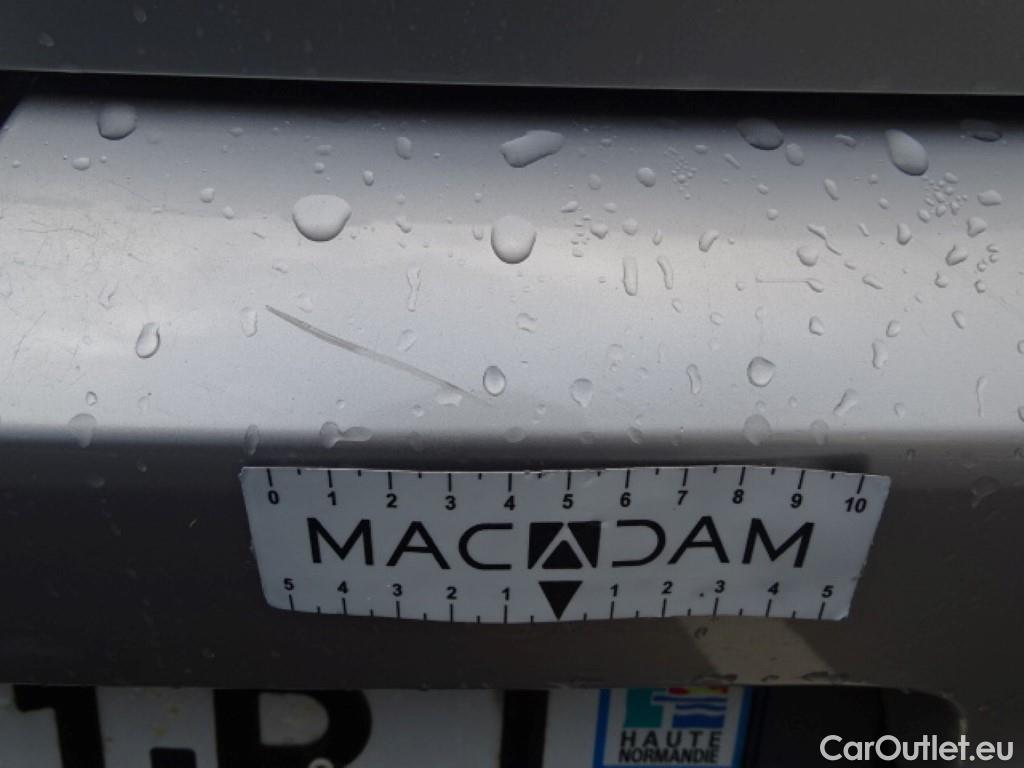 0 1 2 3 4 5 6 7 8 9 10
MACADAM
5 4 3 2 1 1 2 3 4 5
HAUTE
NORMANDIE
CarOutlet.eu